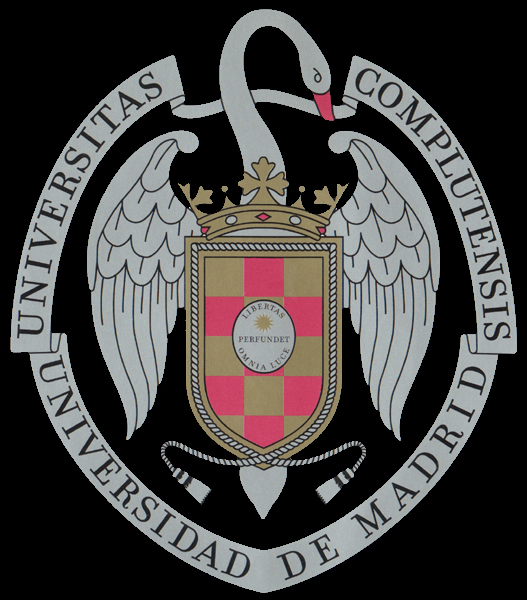 UNIVERSITAS
COMPLUTENSIS
LIBERTAS
PERFUNDET
OMNIA LUCE
UNIVERSIDAD DE MADRID